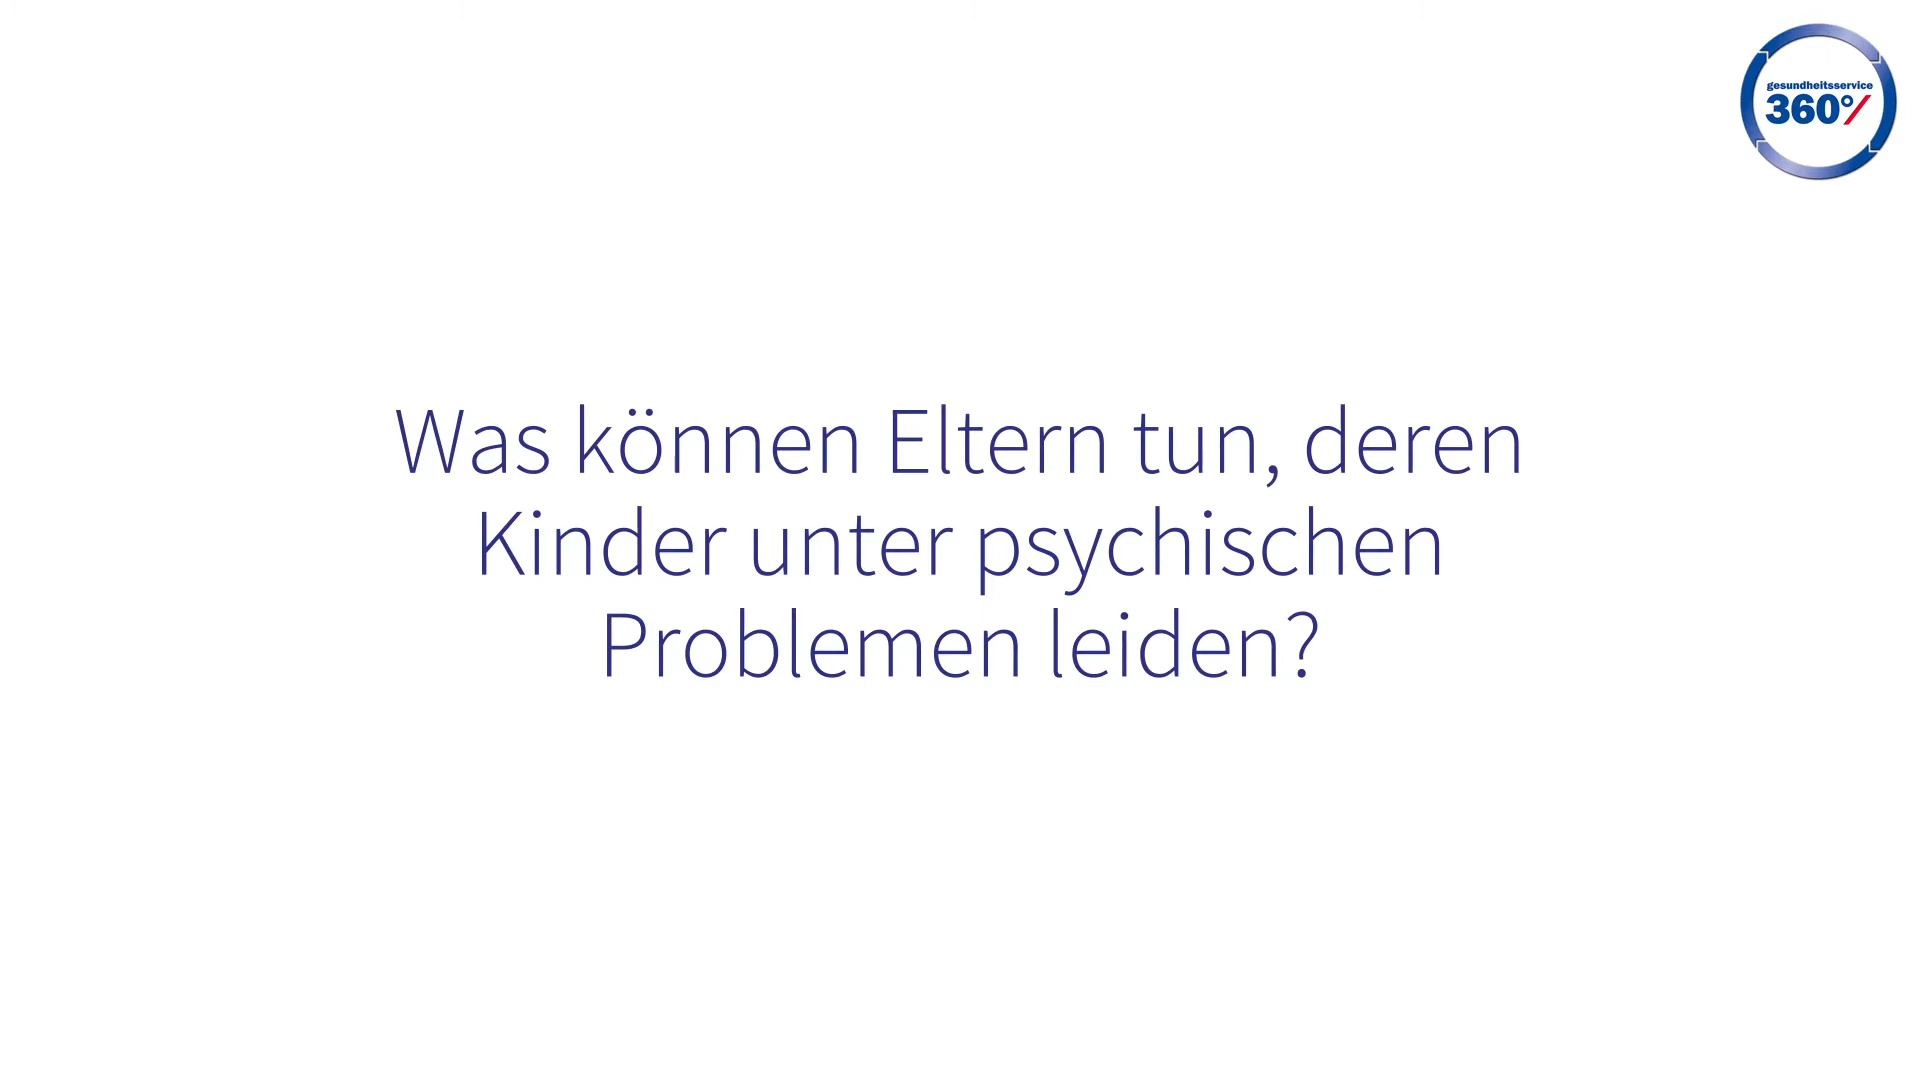 gesundheitsservice
360°
Was können Eltern tun, deren
Kinder unter psychischen
Problemen leiden?